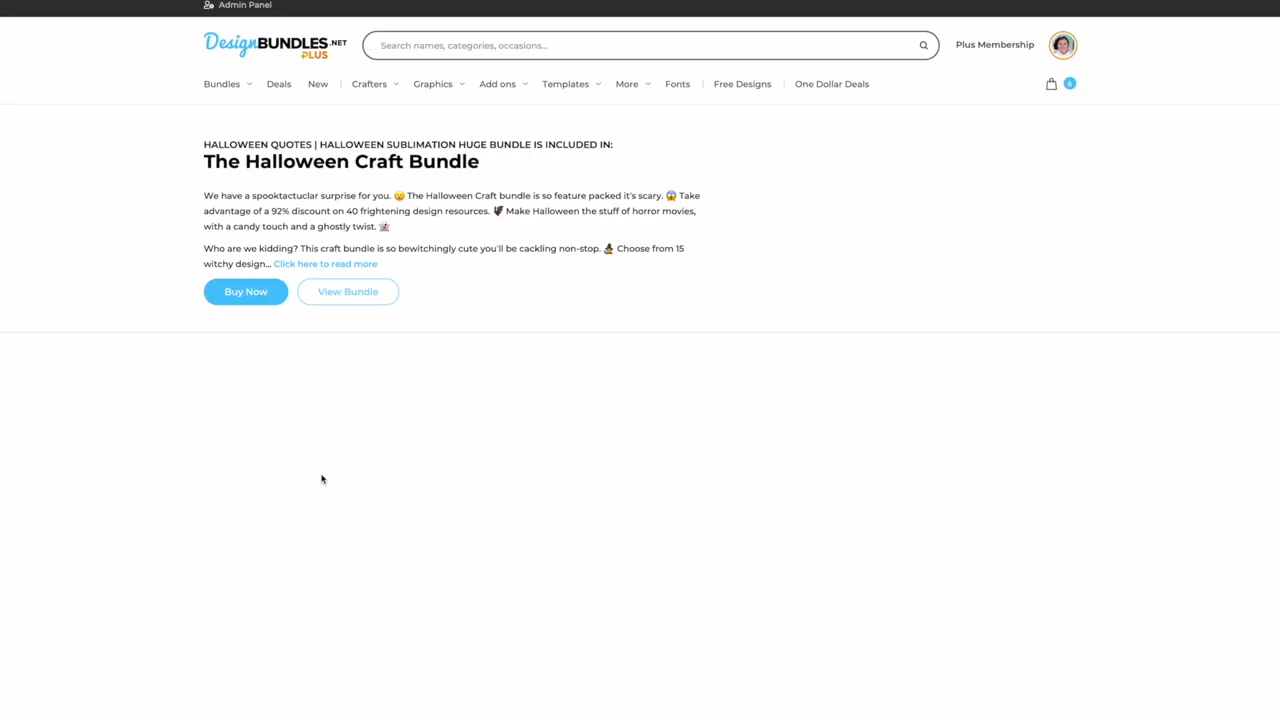 Admin Panel
DesignBUNDLES.NET
PLUS
Search names, categories, occasions...
Plus Membership
Bundles Deals New Crafters Graphics Add ons Templates More Fonts Free Designs One Dollar Deals 6
HALLOWEEN QUOTES | HALLOWEEN SUBLIMATION HUGE BUNDLE IS INCLUDED IN:
The Halloween Craft Bundle
We have a spooktactuclar surprise for you. 😴 The Halloween Craft bundle is so feature packed it's scary. 😱 Take
advantage of a 92% discount on 40 frightening design resources. 🦇 Make Halloween the stuff of horror movies,
with a candy touch and a ghostly twist. 👻
Who are we kidding? This craft bundle is so bewitchingly cute you'll be cackling non-stop. 🧙 Choose from 15
witchy design... Click here to read more
Buy Now View Bundle